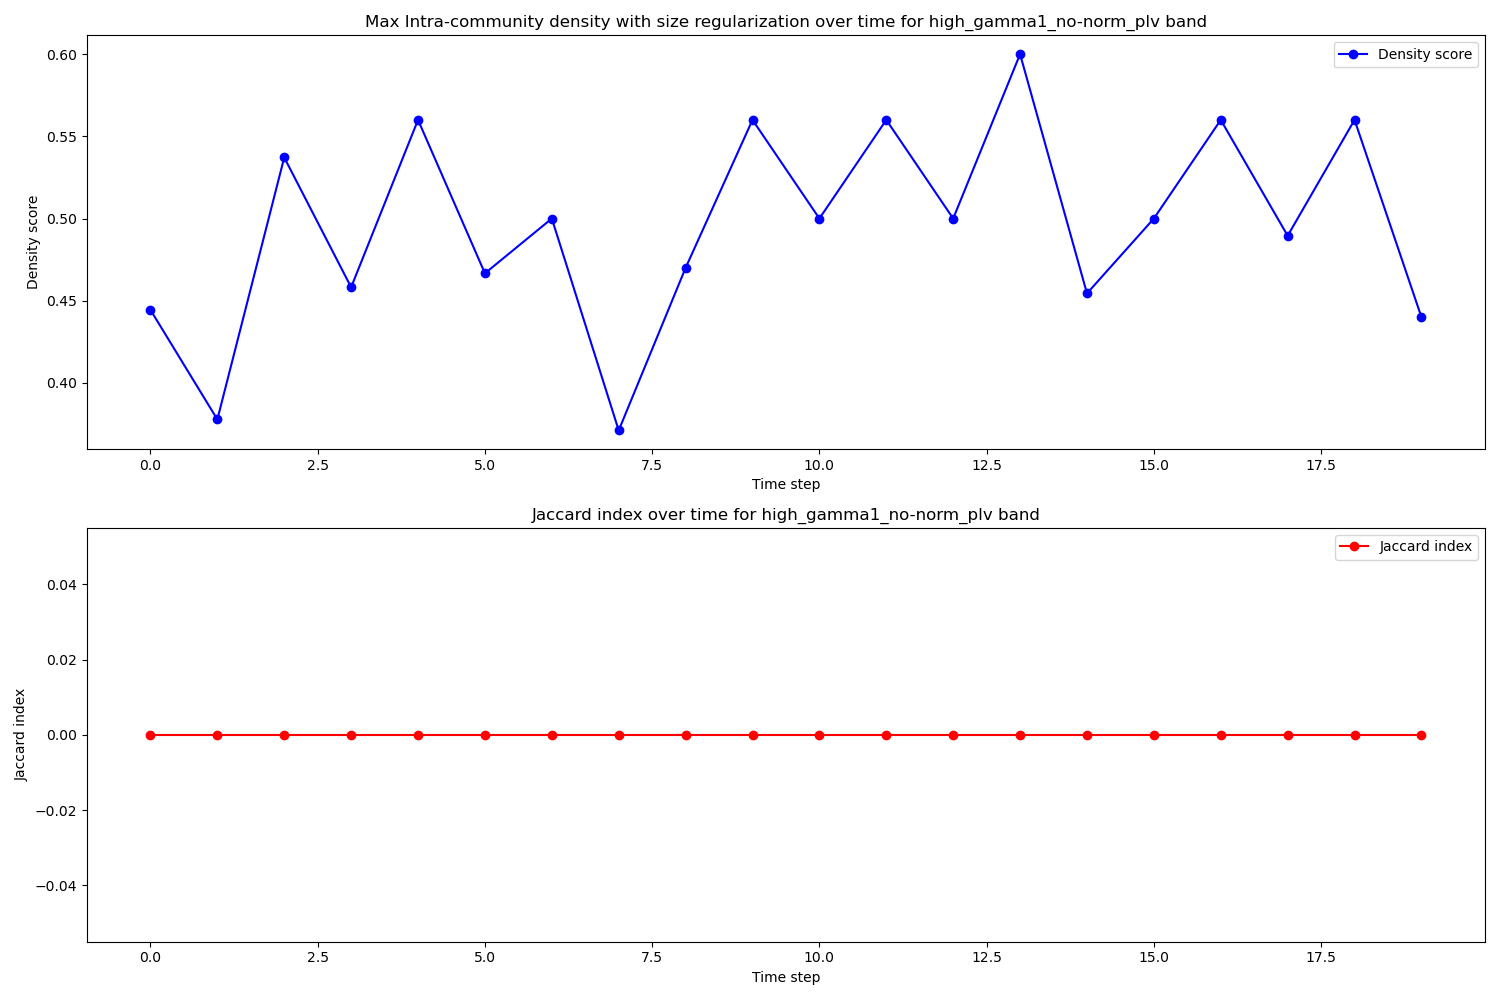 Max Intra-community density with size regularization over time for high_gamma1_no-norm_plv band
Density score
0.60
0.55
0.50
0.45
0.40
Density score
0.0 2.5 5.0 7.5 10.0 12.5 15.0 17.5
Time step
Jaccard index over time for high_gamma1_no-norm_plv band
Jaccard index
0.04
0.02
0.00
−0.02
−0.04
Jaccard index
0.0 2.5 5.0 7.5 10.0 12.5 15.0 17.5
Time step